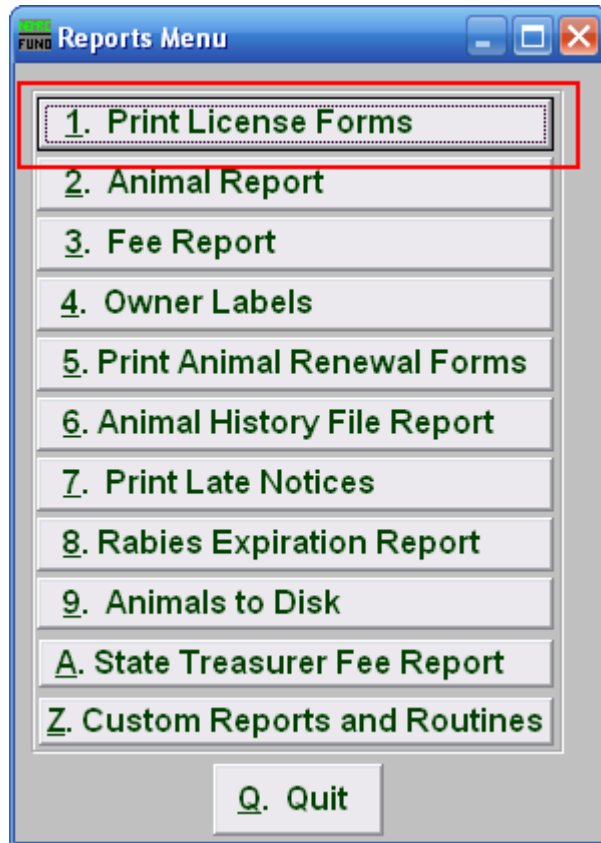 NEMRC
FUND Reports Menu
1. Print License Forms
2. Animal Report
3. Fee Report
4. Owner Labels
5. Print Animal Renewal Forms
6. Animal History File Report
7. Print Late Notices
8. Rabies Expiration Report
9. Animals to Disk
A. State Treasurer Fee Report
Z. Custom Reports and Routines
Q. Quit